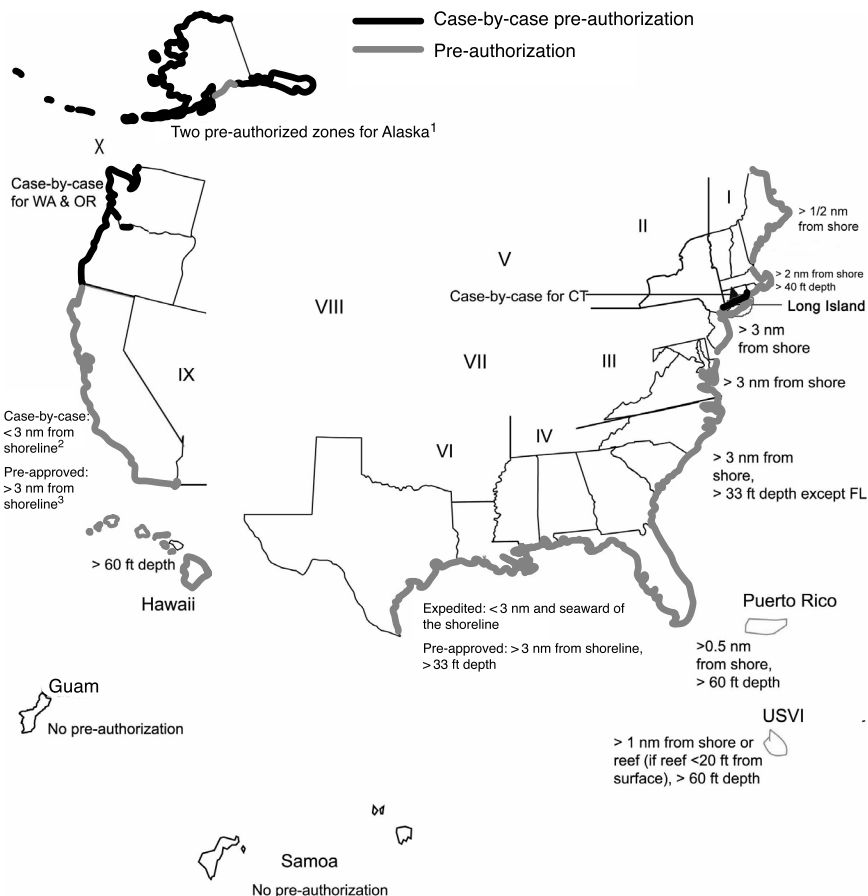 Case-by-case pre-authorization
Pre-authorization
Two pre-authorized zones for Alaska¹
X
Case-by-case
for WA & OR
I
II
> 1/2 nm
from shore
V
> 2 nm from shore
> 40 ft depth
Case-by-case for CT
Long Island
VIII
> 3 nm
from shore
IX
VII
III
> 3 nm from shore
Case-by-case:
< 3 nm from
shoreline²
Pre-approved:
> 3 nm from
shoreline³
VI
IV
> 3 nm from
shore,
> 33 ft depth except FL
> 60 ft depth
Hawaii
Expedited: < 3 nm and seaward of
the shoreline
Pre-approved: > 3 nm from shoreline,
> 33 ft depth
Puerto Rico
>0.5 nm
from shore,
> 60 ft depth
Guam
No pre-authorization
USVI
> 1 nm from shore or
reef (if reef <20 ft from
surface), > 60 ft depth
Samoa
No pre-authorization